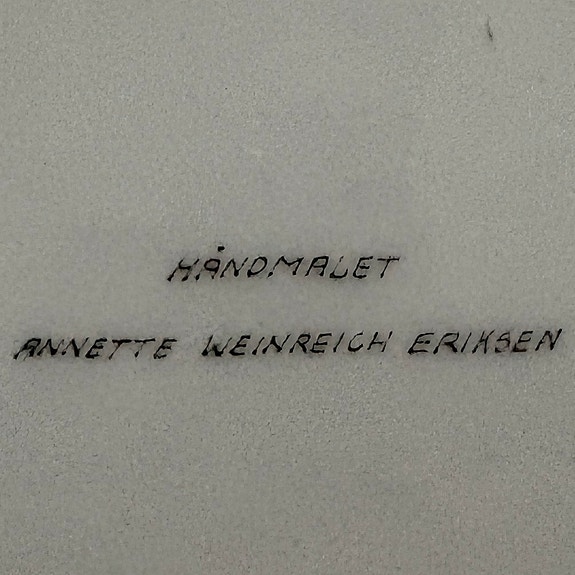 HÅNDMALET
ANNETTE WEINREICH ERIKSEN